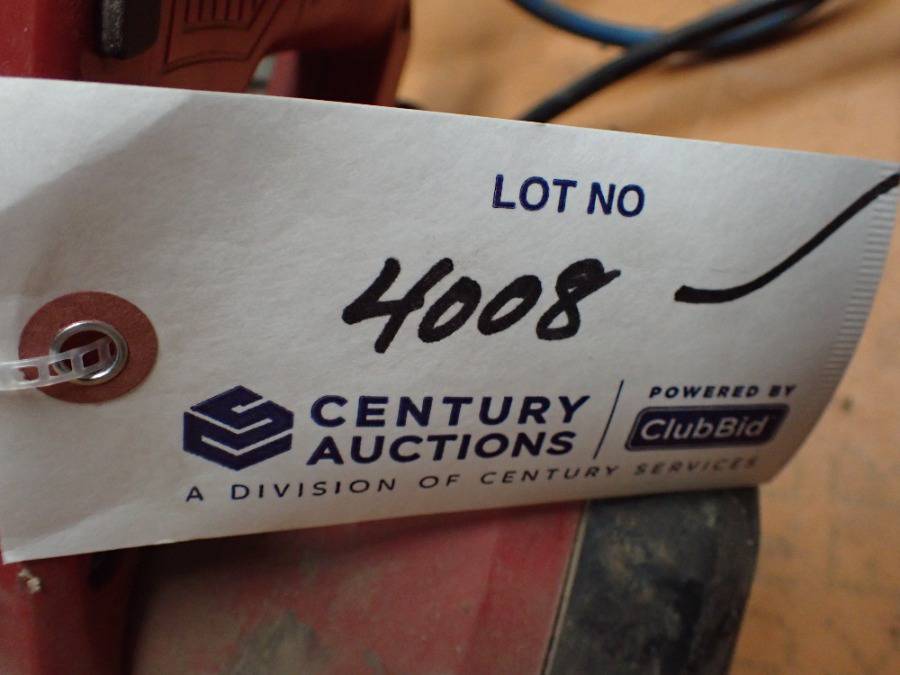 LOT NO
4008
CENTURY
AUCTIONS
POWERED BY
ClubBid
A DIVISION OF CENTURY SERVICES